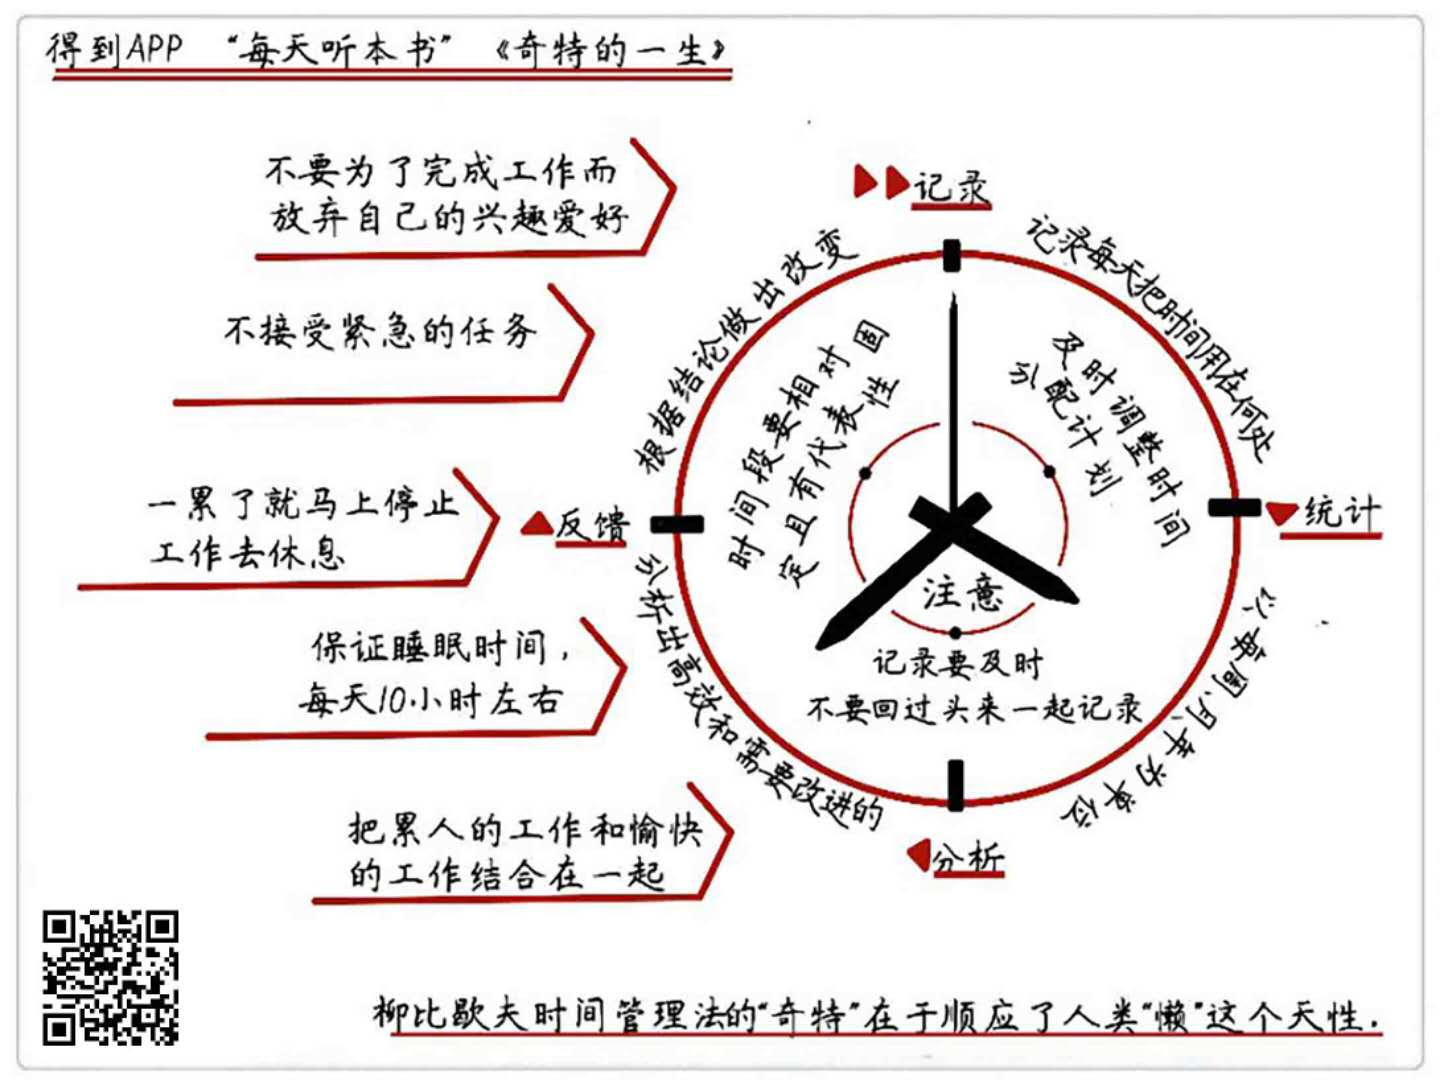 得到APP “每天听本书” 《奇特的一生》
不要为了完成工作而
放弃自己的兴趣爱好
不接受紧急的任务
一累了就马上停止
工作去休息
保证睡眠时间，
每天10小时左右
把累人的工作和愉快
的工作结合在一起
记录
记录每天把时间用在何处
统计
以每周、月、年为单位
分析
分析出高效和需要改进的
反馈
根据结论做出改变
及时调整时间
分配计划
时间段要相对固
定且有代表性
注意
记录要及时
不要回过头来一起记录
柳比歇夫时间管理法的“奇特”在于顺应了人类“懒”这个天性.